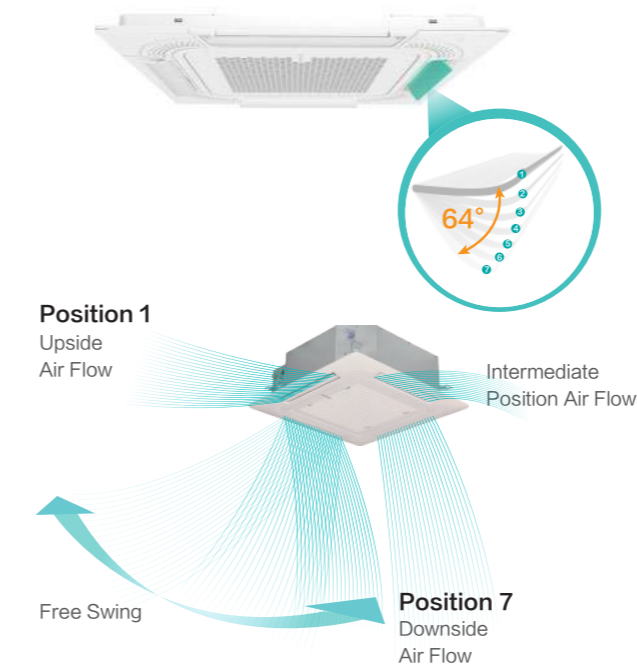 1
2
3
4
5
6
7
64°
Position 1
Upside
Air Flow
Intermediate
Position Air Flow
Free Swing
Position 7
Downside
Air Flow